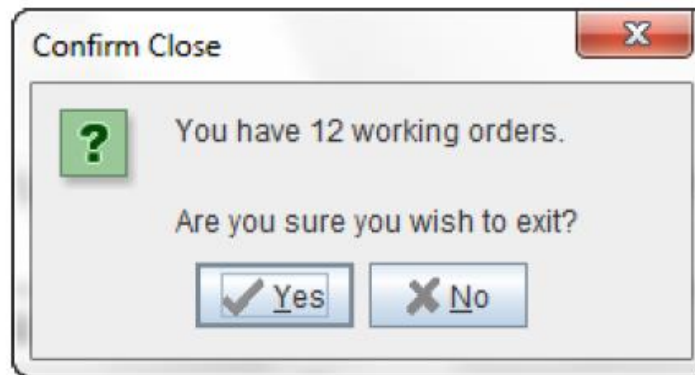 Confirm Close
You have 12 working orders.
Are you sure you wish to exit?
Yes No